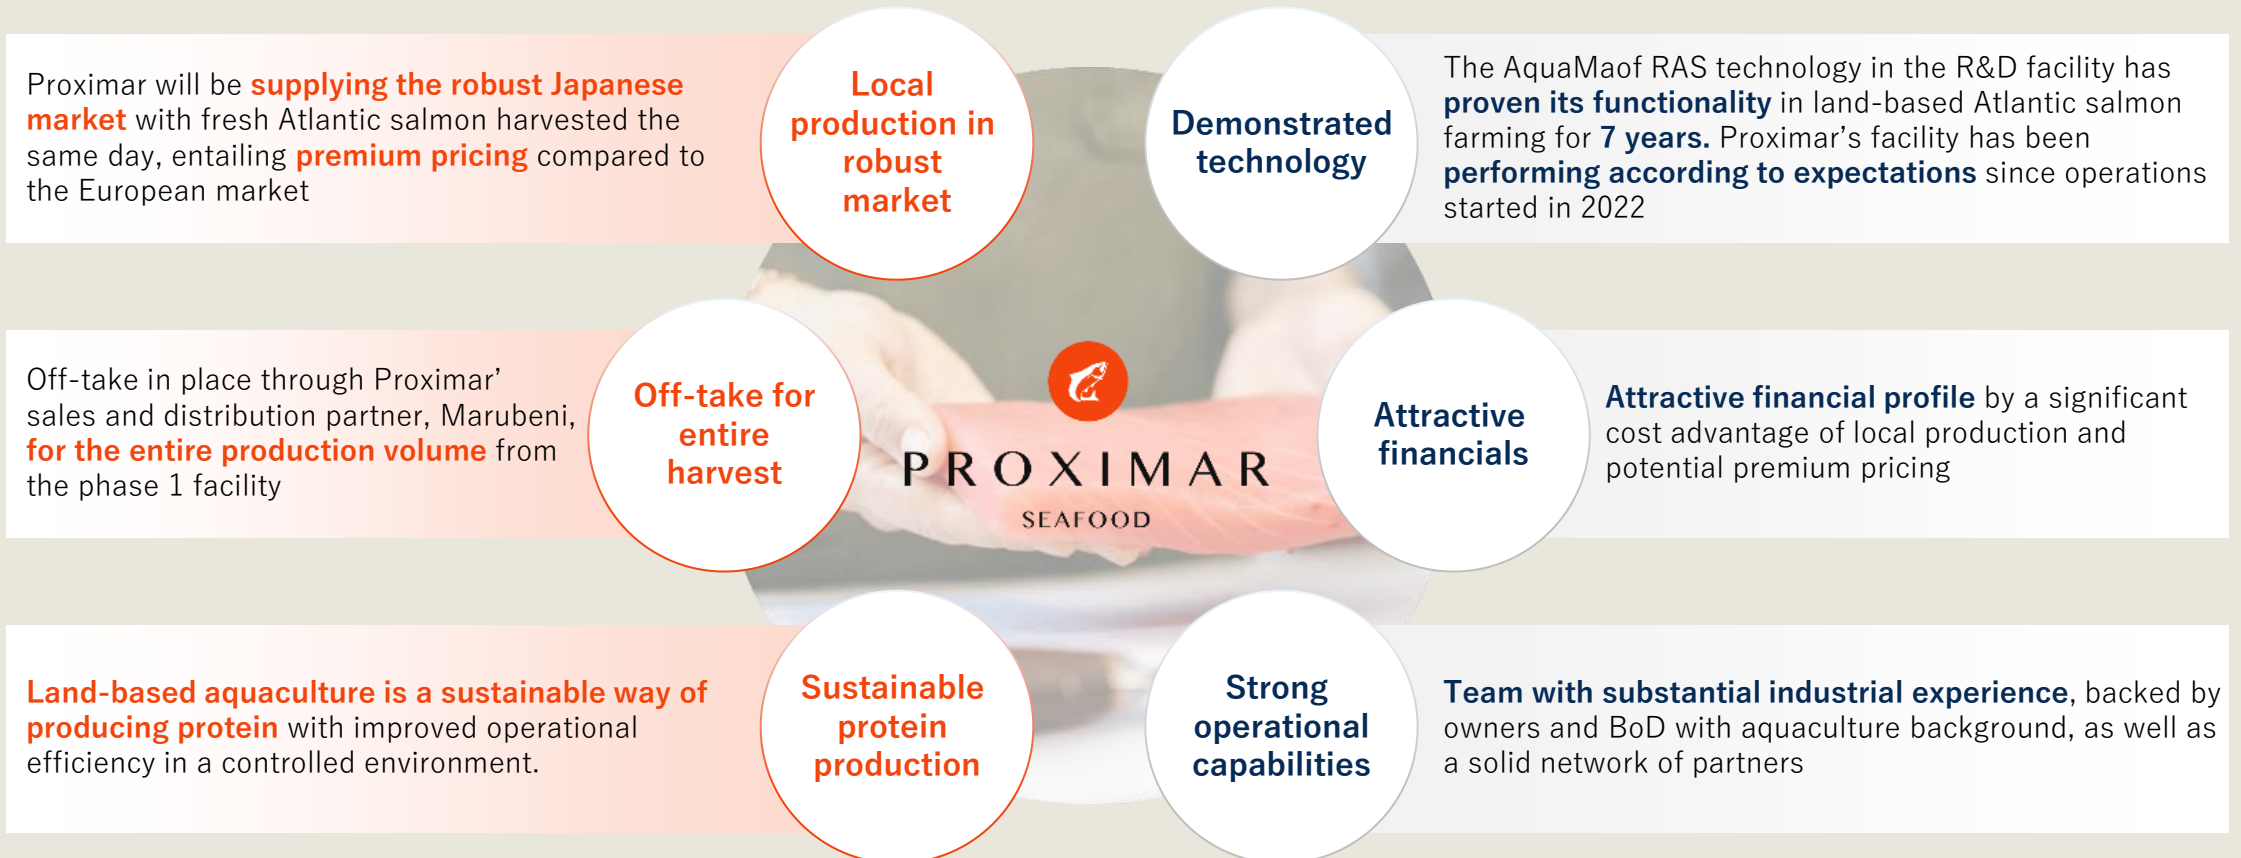 Proximar will be supplying the robust Japanese
market with fresh Atlantic salmon harvested the
same day, entailing premium pricing compared to
the European market
Local
production in
robust
market
Demonstrated
technology
The AquaMaof RAS technology in the R&D facility has
proven its functionality in land-based Atlantic salmon
farming for 7 years. Proximar’s facility has been
performing according to expectations since operations
started in 2022
Off-take in place through Proximar’
sales and distribution partner, Marubeni,
for the entire production volume from
the phase 1 facility
Off-take for
entire
harvest
PROXIMAR
SEAFOOD
Attractive
financials
Attractive financial profile by a significant
cost advantage of local production and
potential premium pricing
Land-based aquaculture is a sustainable way of
producing protein with improved operational
efficiency in a controlled environment.
Sustainable
protein
production
Strong
operational
capabilities
Team with substantial industrial experience, backed by
owners and BoD with aquaculture background, as well as
a solid network of partners